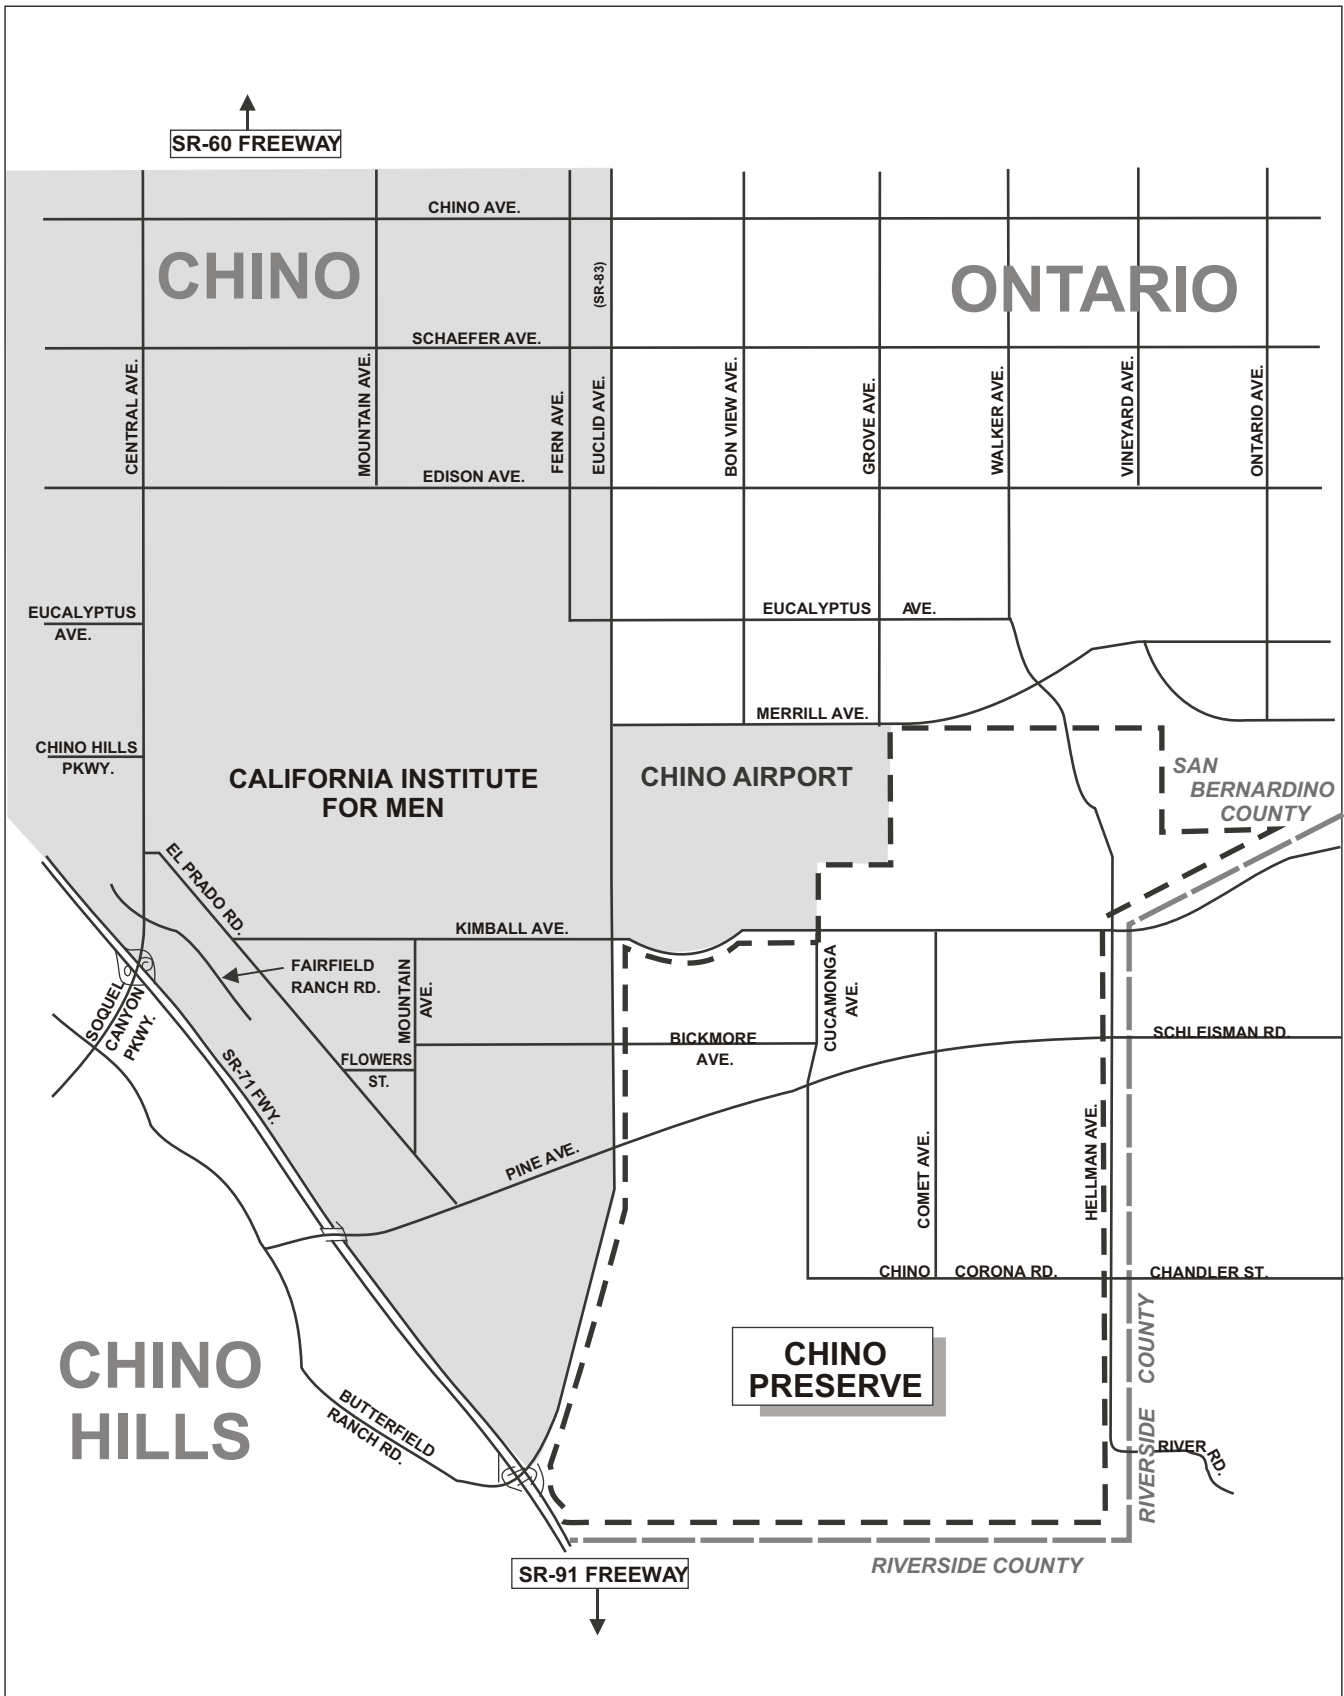 SR-60 FREEWAY
CHINO AVE.
CHINO
(SR-83)
ONTARIO
SCHAEFER AVE.
CENTRAL AVE.
MOUNTAIN AVE.
FERN AVE.
EUCLID AVE.
BON VIEW AVE.
GROVE AVE.
WALKER AVE.
VINEYARD AVE.
ONTARIO AVE.
EDISON AVE.
EUCALYPTUS
AVE.
EUCALYPTUS AVE.
MERRILL AVE.
CHINO HILLS
PKWY.
CALIFORNIA INSTITUTE
FOR MEN
CHINO AIRPORT
SAN
BERNARDINO
COUNTY
EL PRADO RD.
KIMBALL AVE.
FAIRFIELD
RANCH RD.
MOUNTAIN
AVE.
CUCAMONGA
AVE.
SOQUEL
CANYON
PKWY.
SR-71 FWY.
FLOWERS
ST.
BICKMORE
AVE.
SCHLEISMAN RD.
PINE AVE.
COMET AVE.
HELLMAN AVE.
CHINO CORONA RD.
CHANDLER ST.
CHINO
HILLS
CHINO
PRESERVE
BUTTERFIELD
RANCH RD.
RIVERSIDE COUNTY
RIVER RD.
RIVERSIDE COUNTY
SR-91 FREEWAY